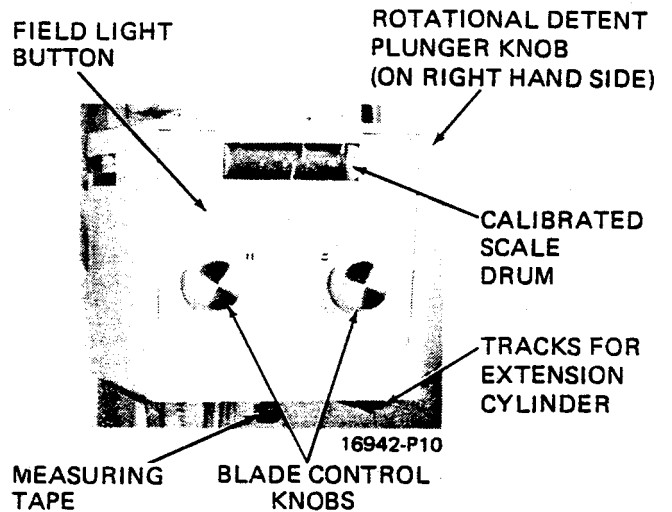 FIELD LIGHT
BUTTON
ROTATIONAL DETENT
PLUNGER KNOB
(ON RIGHT HAND SIDE)
CALIBRATED
SCALE
DRUM
TRACKS FOR
EXTENSION
CYLINDER
16942-P10
MEASURING
TAPE
BLADE CONTROL
KNOBS